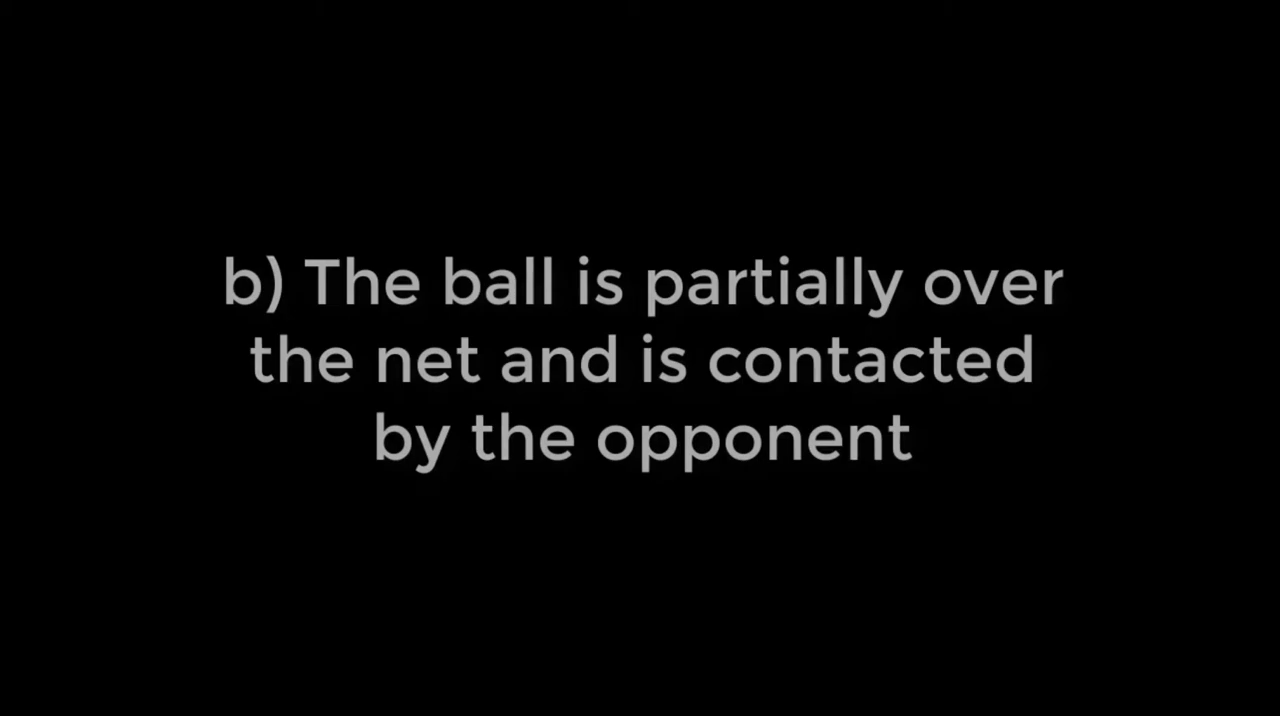 b) The ball is partially over
the net and is contacted
by the opponent